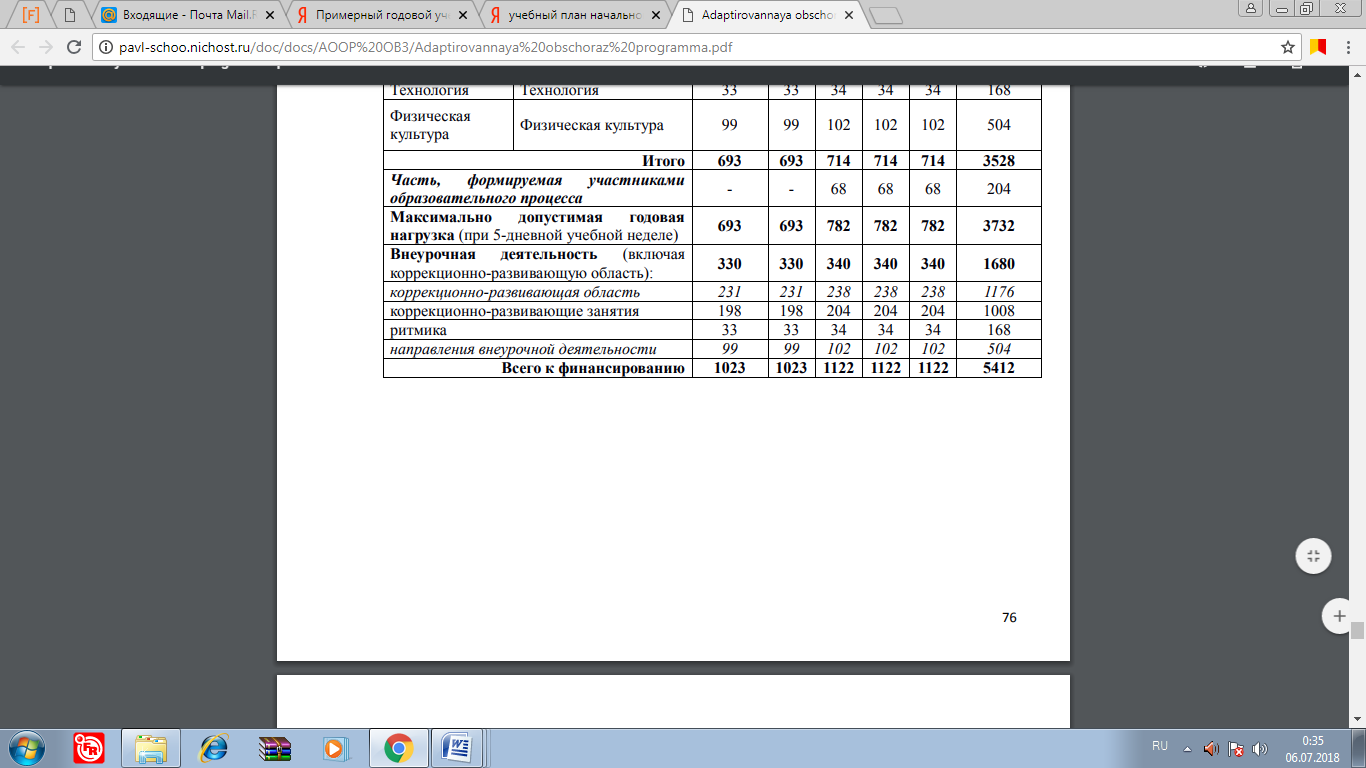 [F]
Входящие - Почта Mail.R
Примерный годовой уч
учебный план начально
Adaptirovannaya obscho
pavl-schoo.nichost.ru/doc/docs/AOOP%20OB3/Adaptirovannaya%20obschoraz%20programma.pdf
Технология Технология 33 33 34 34 34 168
Физическая культура Физическая культура 99 99 102 102 102 504
Итого 693 693 714 714 714 3528
Часть, формируемая участниками
образовательного процесса - - 68 68 68 204
Максимально допустимая годовая
нагрузка (при 5-дневной учебной неделе) 693 693 782 782 782 3732
Внеурочная деятельность (включая
коррекционно-развивающую область): 330 330 340 340 340 1680
коррекционно-развивающая область 231 231 238 238 238 1176
коррекционно-развивающие занятия 198 198 204 204 204 1008
ритмика 33 33 34 34 34 168
направления внеурочной деятельности 99 99 102 102 102 504
Всего к финансированию 1023 1023 1122 1122 1122 5412
76
RU
0:35
06.07.2018